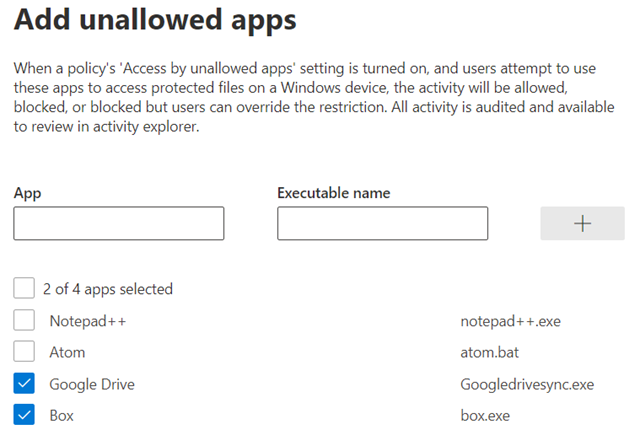 Add unallowed apps
When a policy's 'Access by unallowed apps' setting is turned on, and users attempt to use
these apps to access protected files on a Windows device, the activity will be allowed,
blocked, or blocked but users can override the restriction. All activity is audited and available
to review in activity explorer.
App Executable name
+
2 of 4 apps selected
Notepad++ notepad++.exe
Atom atom.bat
Google Drive Googledrivesync.exe
Box box.exe